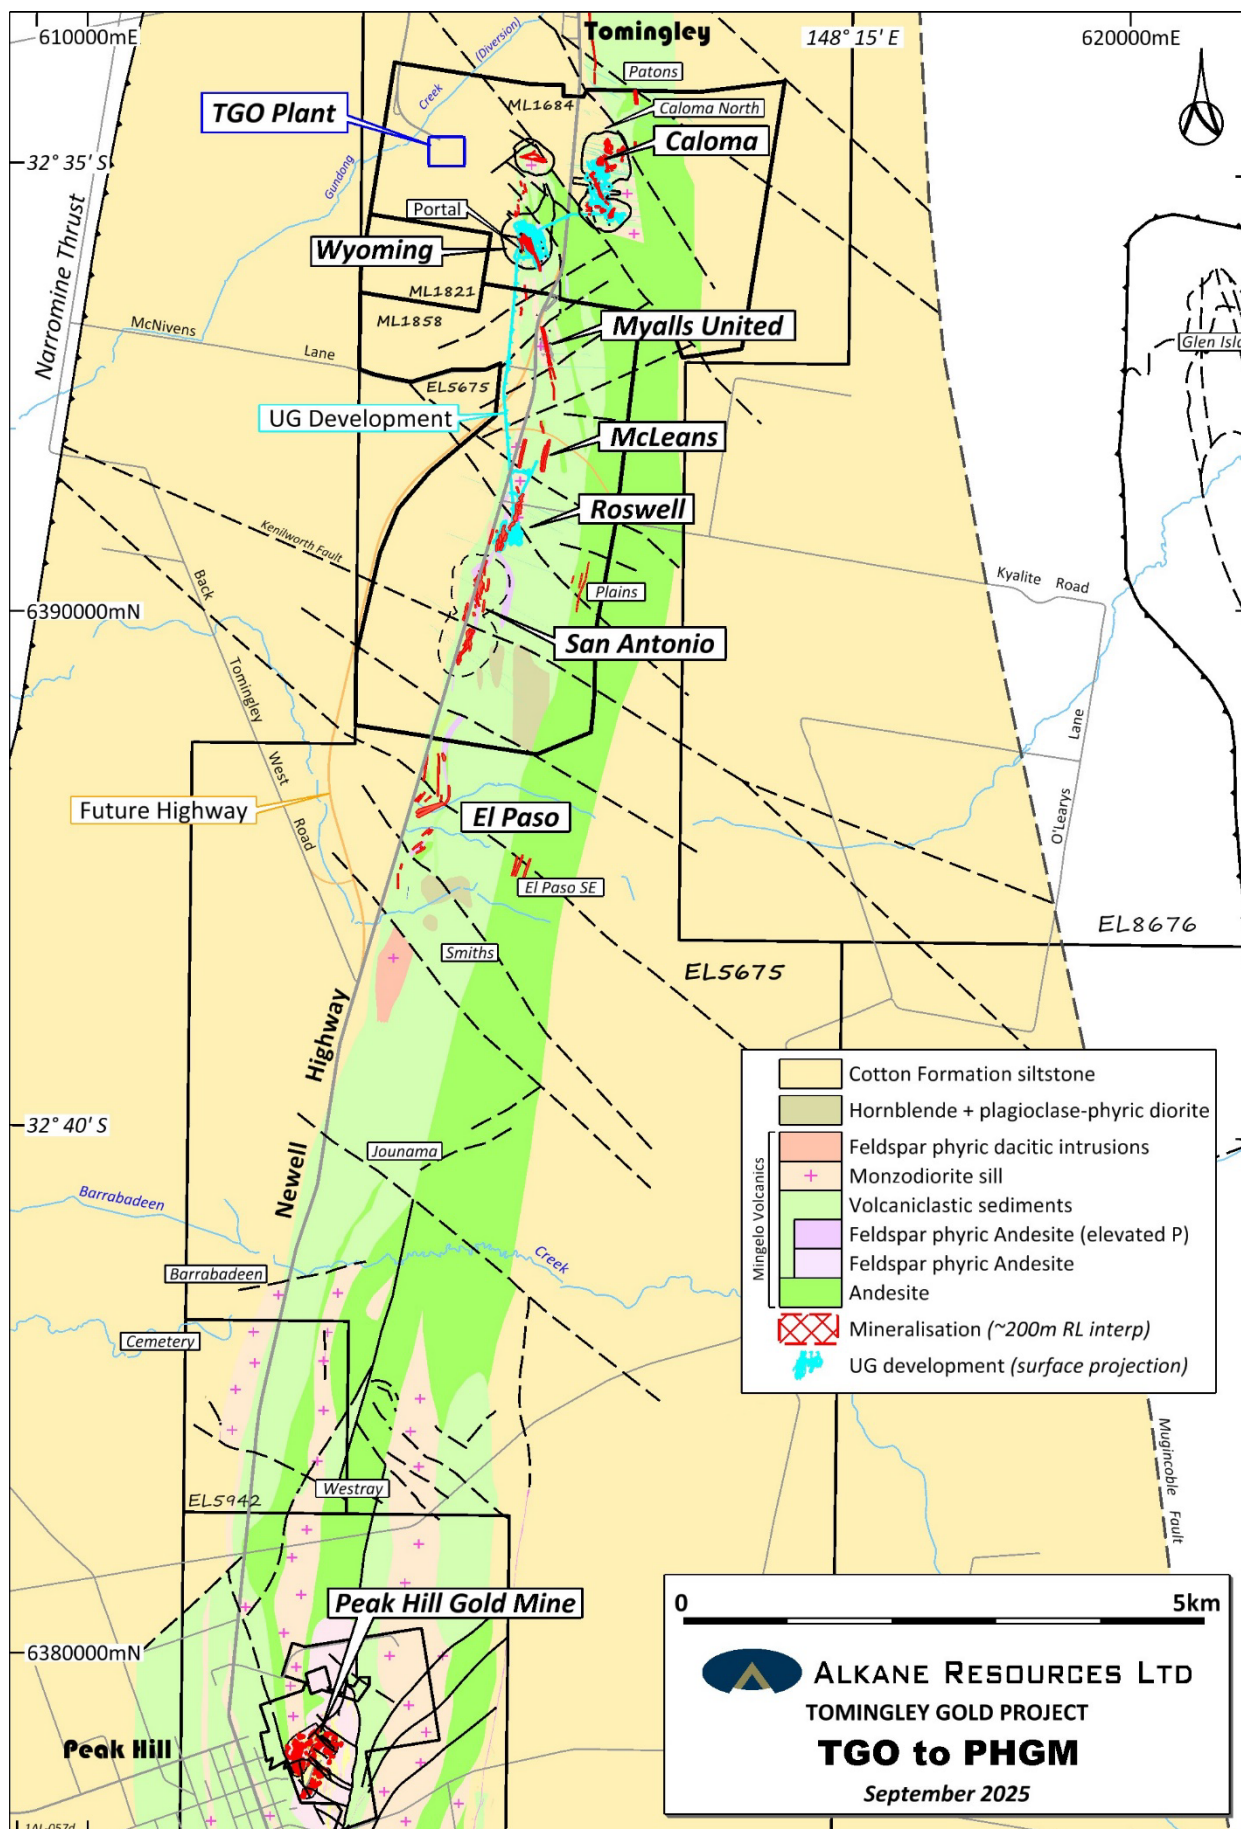 610000mE
Tomingley
148° 15' E
620000mE
(Diversion)
Patons
Creek
ML1684
Caloma North
TGO Plant
Caloma
32° 35' S
Gundong
Portal
Wyoming
Narromine Thrust
ML1821
ML1858
McNivens
Lane
Myalls United
Glen Isla
EL5675
UG Development
McLeans
Roswell
Kenilworth Fault
Back
Plains
Kyalite Road
6390000mN
San Antonio
Tomingley
West
Road
Lane
O'Learys
Future Highway
El Paso
El Paso SE
EL8676
Smiths
EL5675
Highway
Newell
32° 40' S
Jounama
Barrabadeen
Creek
Barrabadeen
Cemetery
Cotton Formation siltstone
Hornblende + plagioclase-phyric diorite
Mingelo Volcanics
Feldspar phyric dacitic intrusions
Monzodiorite sill
Volcaniclastic sediments
Feldspar phyric Andesite (elevated P)
Feldspar phyric Andesite
Andesite
Mineralisation (~200m RL interp)
UG development (surface projection)
Mugincoble Fault
Westray
EL5942
Peak Hill Gold Mine
6380000mN
Peak Hill
0 5km
ALKANE RESOURCES LTD
TOMINGLEY GOLD PROJECT
TGO to PHGM
September 2025